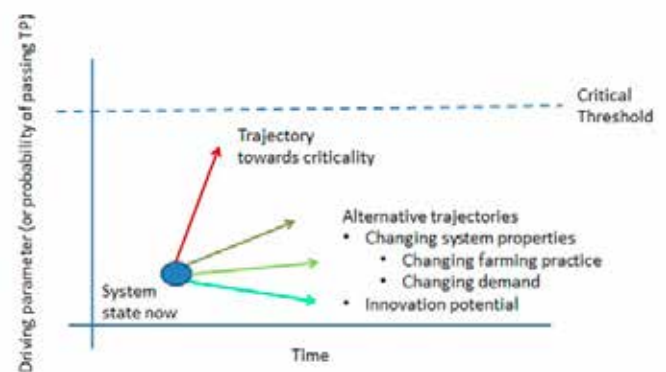 Driving parameter (or probability of passing TP)
Critical
Threshold
Trajectory
towards criticality
Alternative trajectories
• Changing system properties
• Changing farming practice
• Changing demand
• Innovation potential
System
state now
Time